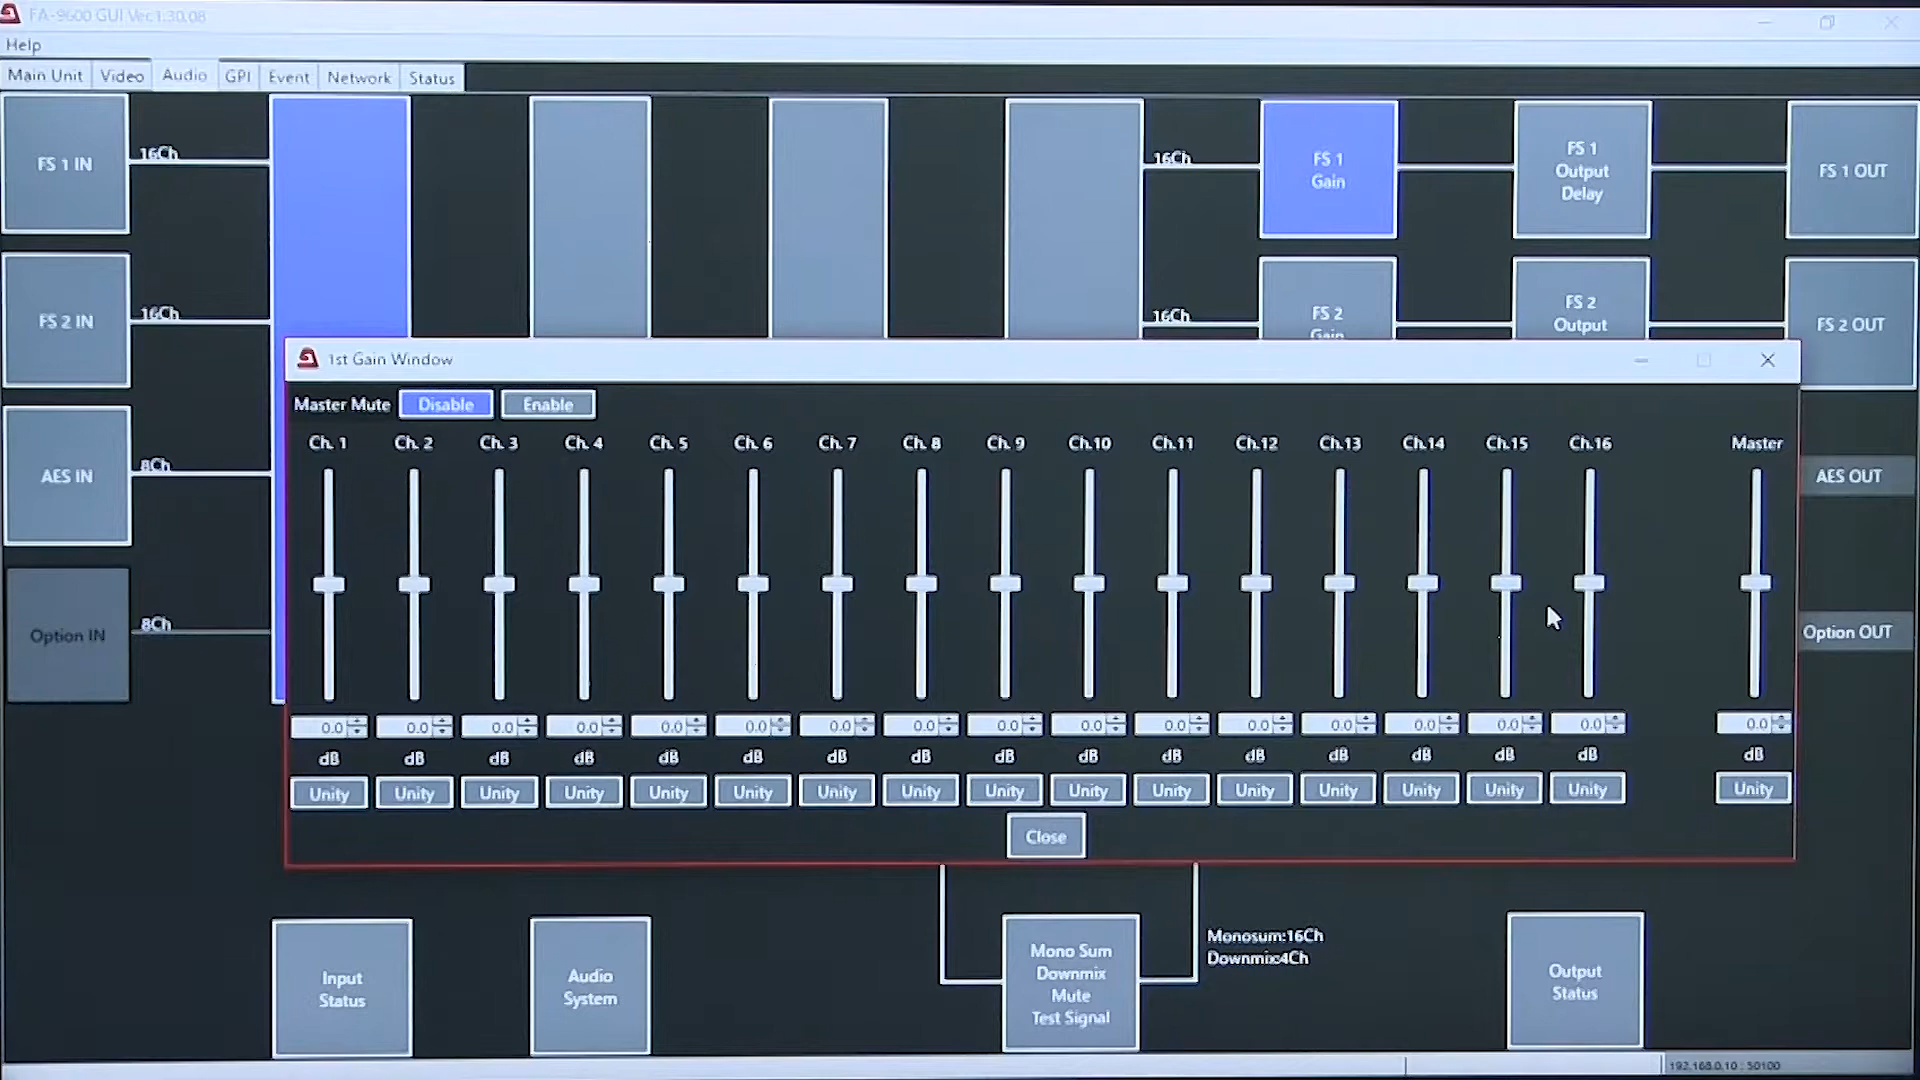 FA-9600 GUI Ver.1.30.08
Help
Main Unit Video Audio GPI Event Network Status
FS 1 IN
16Ch
16Ch
FS 1
Gain
FS 1
Output
Delay
FS 1 OUT
FS 2 IN
16Ch
16Ch
FS 2
Gain
FS 2
Output
FS 2 OUT
1st Gain Window
Master Mute Disable Enable
Ch. 1 Ch. 2 Ch. 3 Ch. 4 Ch. 5 Ch. 6 Ch. 7 Ch. 8 Ch. 9 Ch.10 Ch.11 Ch.12 Ch.13 Ch.14 Ch.15 Ch.16 Master
AES IN
8Ch
AES OUT
Option IN
8Ch
Option OUT
0.0 0.0 0.0 0.0 0.0 0.0 0.0 0.0 0.0 0.0 0.0 0.0 0.0 0.0 0.0 0.0 0.0
dB dB dB dB dB dB dB dB dB dB dB dB dB dB dB dB dB
Unity Unity Unity Unity Unity Unity Unity Unity Unity Unity Unity Unity Unity Unity Unity Unity Unity
Close
Input
Status
Audio
System
Mono Sum
Downmix
Mute
Test Signal
Monosum:16Ch
Downmix:4Ch
Output
Status
192.168.0.10 : 50100